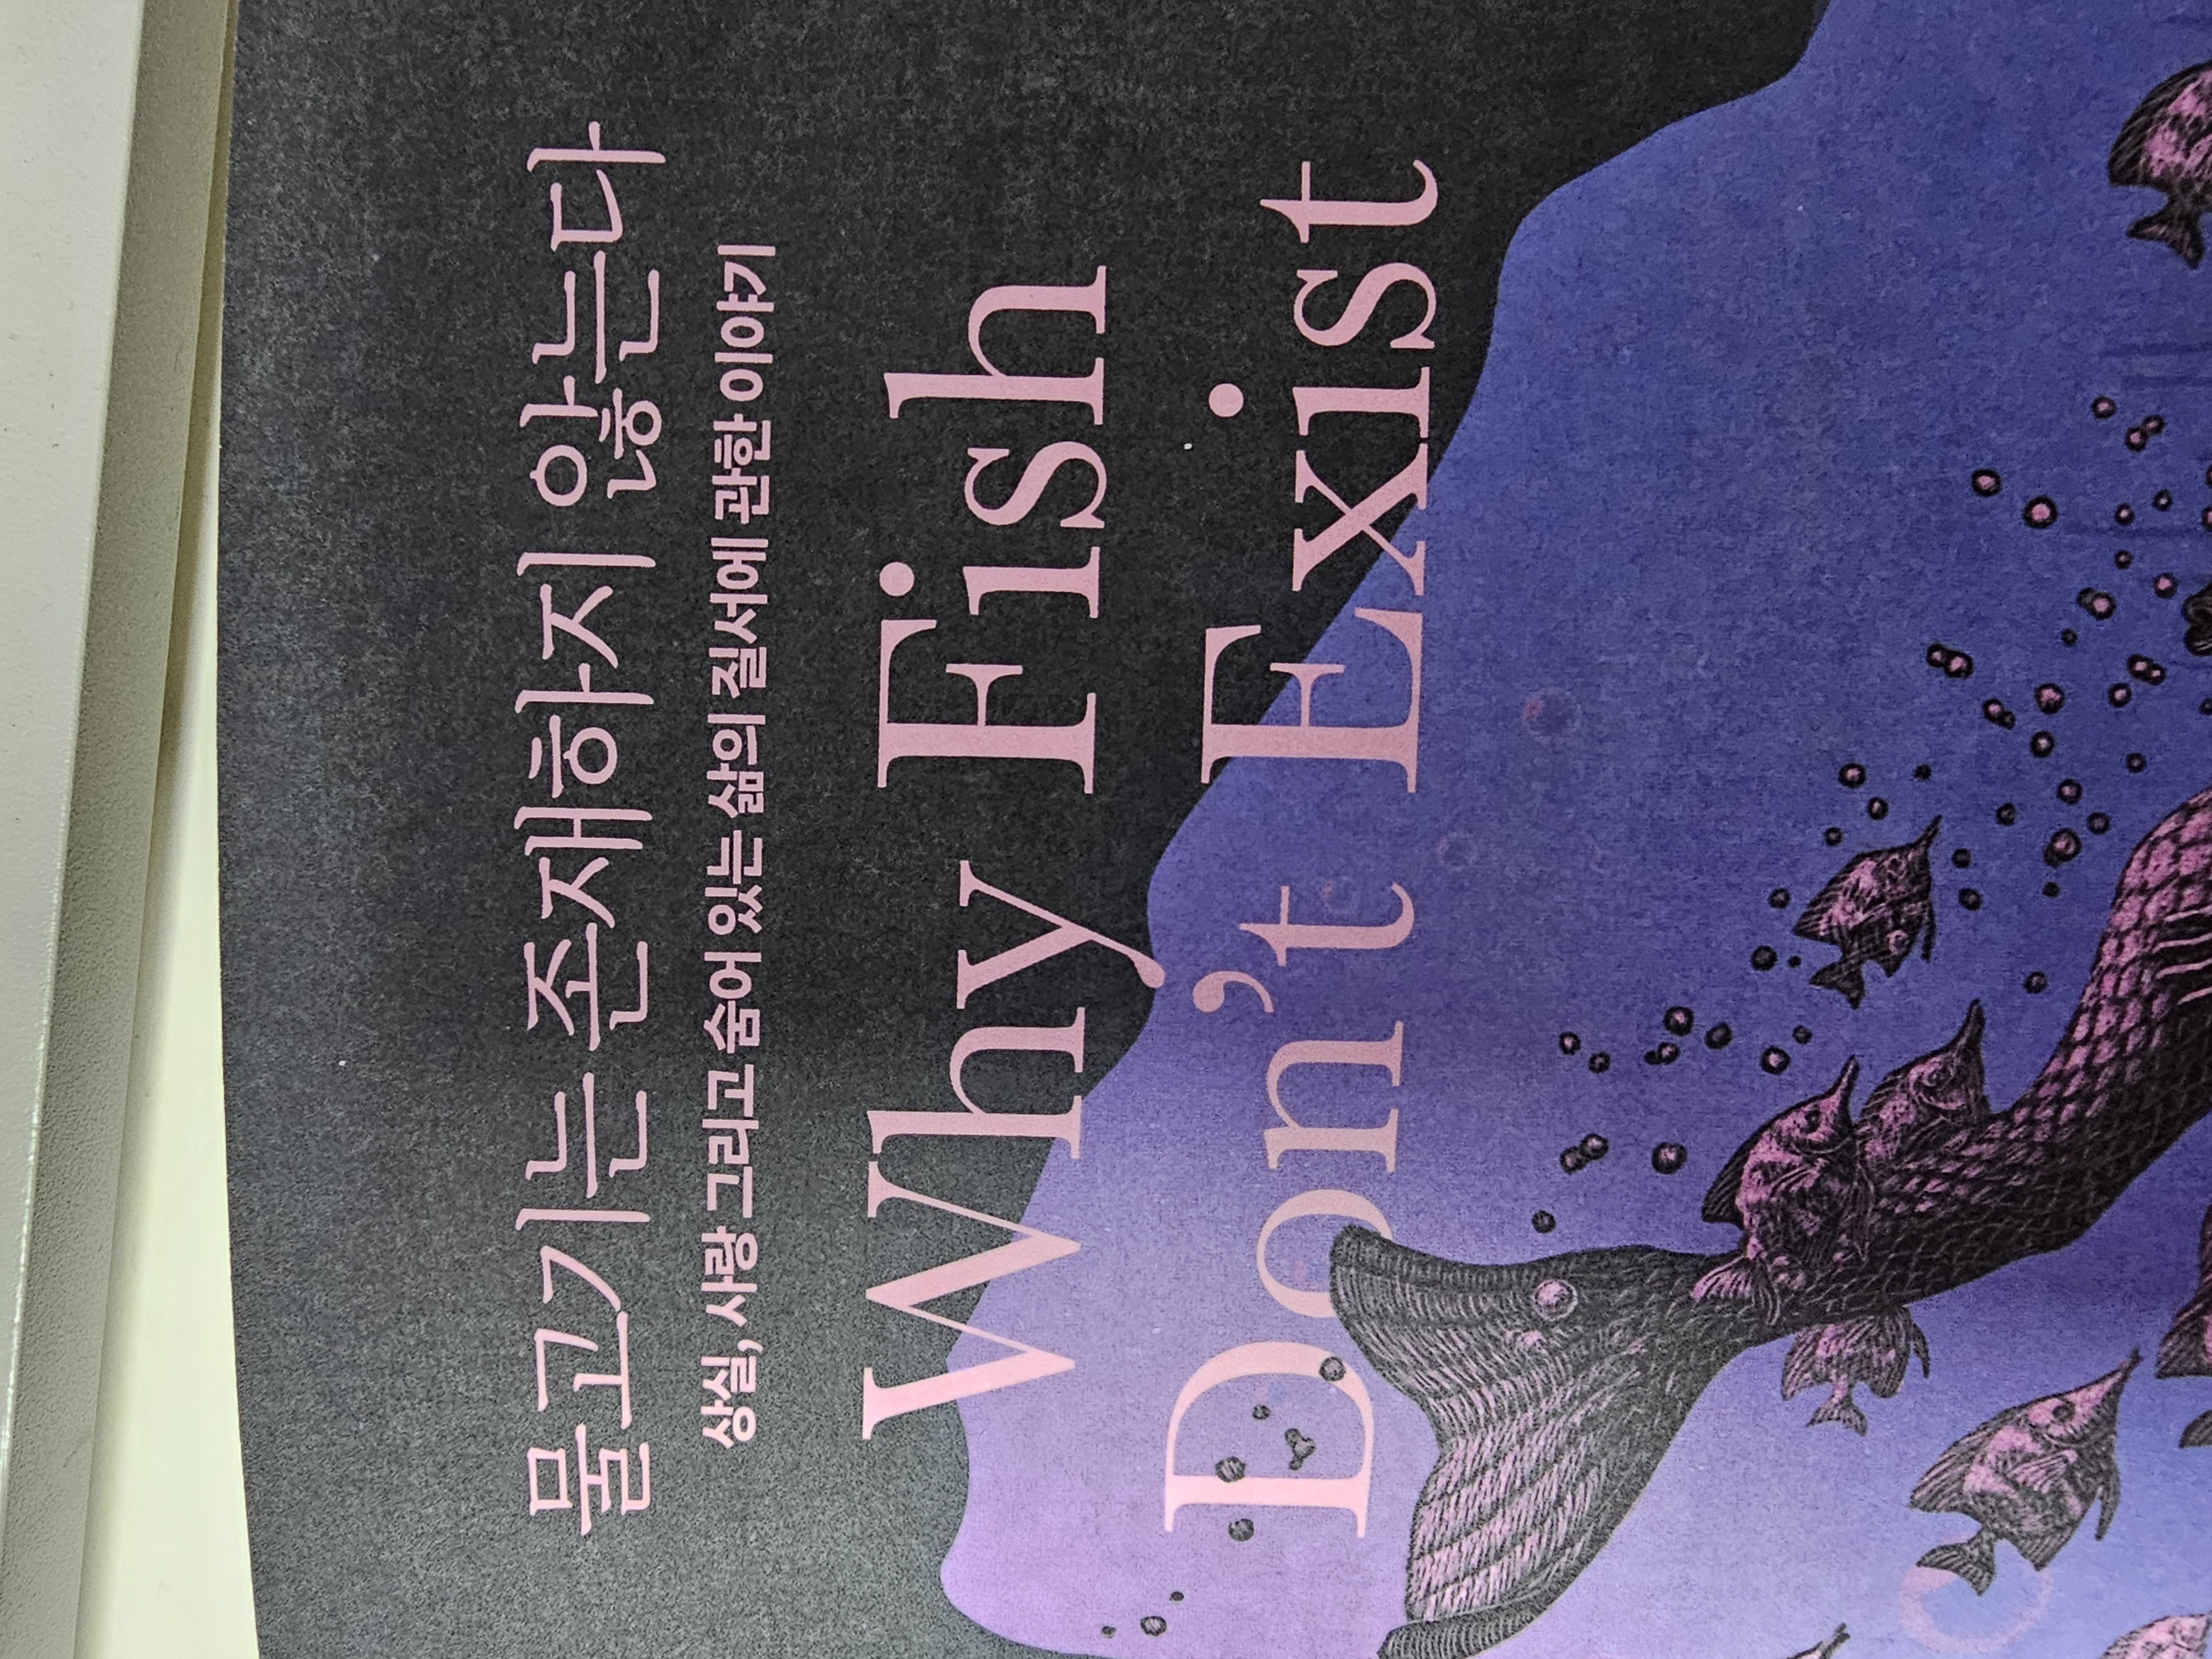 물고기는 존재하지 않는다
상실, 사랑 그리고 숨어 있는 삶의 질서에 관한 이야기
Why Fish
Don’t Exist